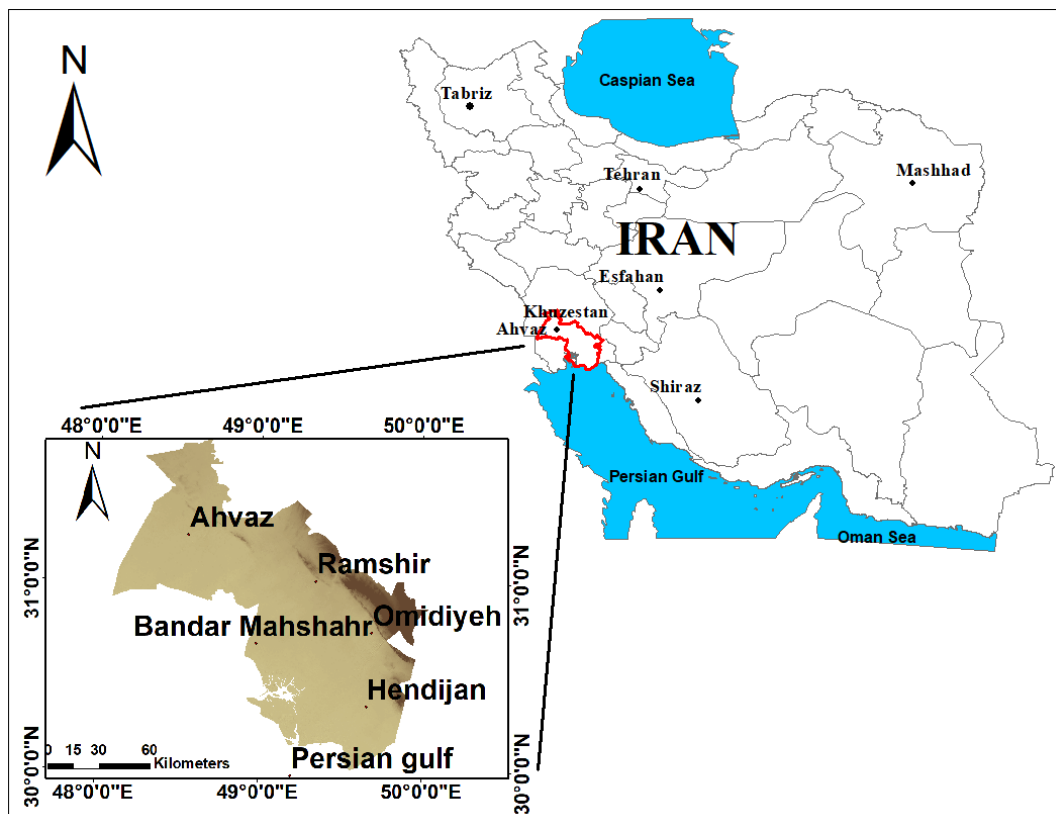 N
Caspian Sea
Tabriz
Tehran
Mashhad
IRAN
Esfahan
Khuzestan
Ahvaz
Shiraz
Persian Gulf
Oman Sea
48°0'0"E 49°0'0"E 50°0'0"E
N
Ahvaz
Ramshir
31°0'0"N 31°0'0"N
Omidiyeh
Bandar Mahshahr
Hendijan
Persian gulf
0 15 30 60
Kilometers
30°0'0"N 30°0'0"N
48°0'0"E 49°0'0"E 50°0'0"E